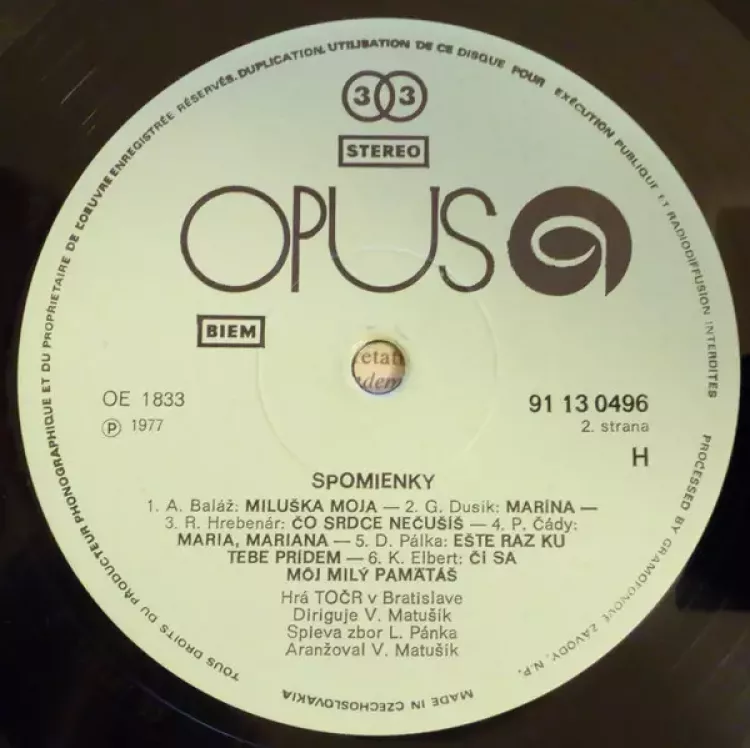 TOUS DROITS DU PRODUCTEUR PHONOGRAPHIQUE ET DU PROPRIETAIRE DE L'OEUVRE ENREGISTRÉE RÉSERVÉS. DUPLICATION, UTILISATION DE CE DISQUE POUR EXÉCUTION PUBLIQUE ET RADIODIFFUSION INTERDITES
PROCESSED BY GRAMOFONOVÉ ZÁVODY, N.P.
MADE IN CZECHOSLOVAKIA
33
STEREO
OPUS
BIEM
OE 1833
Ⓟ 1977
91 13 0496
2. strana
H
SPOMIENKY
1. A. Baláž: MILUŠKA MOJA — 2. G. Dusík: MARÍNA —
3. R. Hrebenár: ČO SRDCE NEČUŠÍŠ — 4. P. Čády:
MARIA, MARIANA — 5. D. Pálka: EŠTE RAZ KU
TEBE PRÍDEM — 6. K. Elbert: ČI SA
MÔJ MILÝ PAMÄTÁŠ
Hrá TOČR v Bratislave
Diriguje V. Matušík
Spieva zbor L. Pánka
Aranžoval V. Matušík